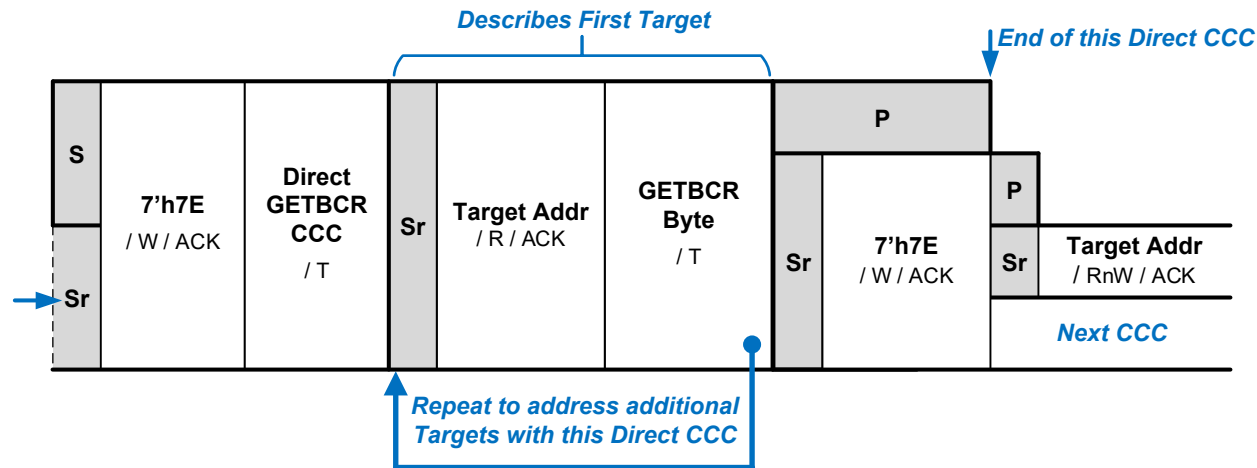 Describes First Target
End of this Direct CCC
S
Sr
7'h7E
/ W / ACK
Direct
GETBCR
CCC
/ T
Sr
Target Addr
/ R / ACK
GETBCR
Byte
/ T
P
Sr
7'h7E
/ W / ACK
P
Sr
Target Addr
/ RnW / ACK
Next CCC
Repeat to address additional
Targets with this Direct CCC